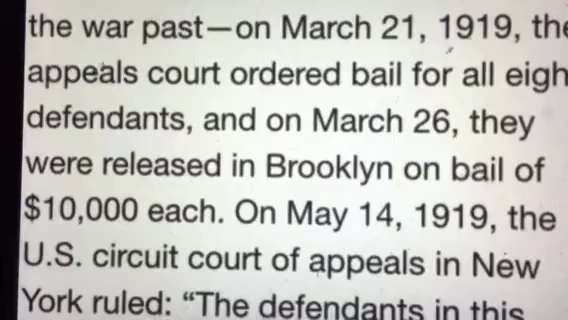 the war past—on March 21, 1919, the
appeals court ordered bail for all eigh
defendants, and on March 26, they
were released in Brooklyn on bail of
$10,000 each. On May 14, 1919, the
U.S. circuit court of appeals in New
York ruled: “The defendants in this